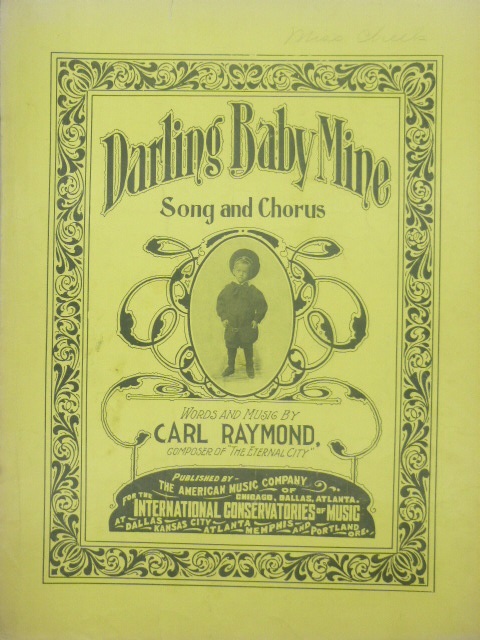 Darling Baby Mine
Song and Chorus
WORDS AND MUSIC BY
CARL RAYMOND,
COMPOSER OF "THE ETERNAL CITY"
PUBLISHED BY
THE AMERICAN MUSIC COMPANY
OF
CHICAGO, DALLAS, ATLANTA.
FOR THE
INTERNATIONAL CONSERVATORIES OF MUSIC
AT DALLAS
KANSAS CITY
ATLANTA
MEMPHIS AND PORTLAND
ORE.